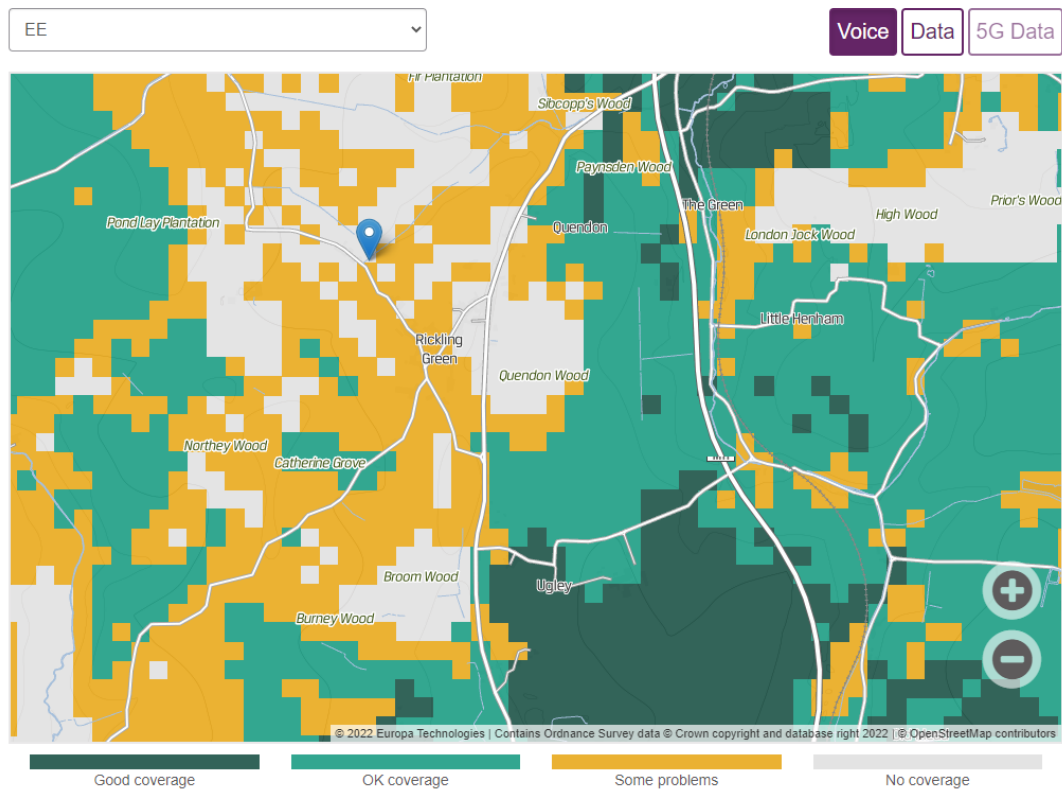 EE
Voice
Data
5G Data
Fir Plantation
Sibcopp's Wood
Paynsden Wood
Prior's Wood
The Green
High Wood
Pond Lay Plantation
Quendon
London Jock Wood
Little Henham
Rickling
Green
Quendon Wood
Northey Wood
Catherine Grove
Broom Wood
Ugley
Burney Wood
© 2022 Europa Technologies | Contains Ordnance Survey data © Crown copyright and database right 2022 | © OpenStreetMap contributors
Good coverage
OK coverage
Some problems
No coverage